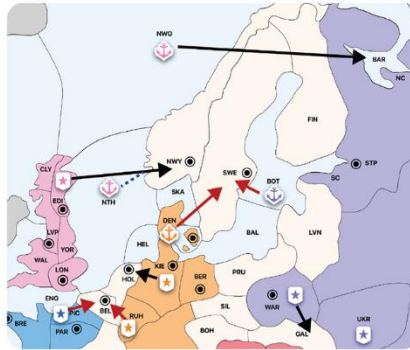 NWG
BAR
NC
FIN
CLY
NWY
SWE
STP
EDI
NTH
SKA
BOT
SC
DEN
LVP
YOR
HEL
BAL
LVN
WAL
LON
HOL
KIE
BER
PRU
ENG
BEL
RUH
WAR
PIC
SIL
BRE
PAR
BOH
GAL
UKR